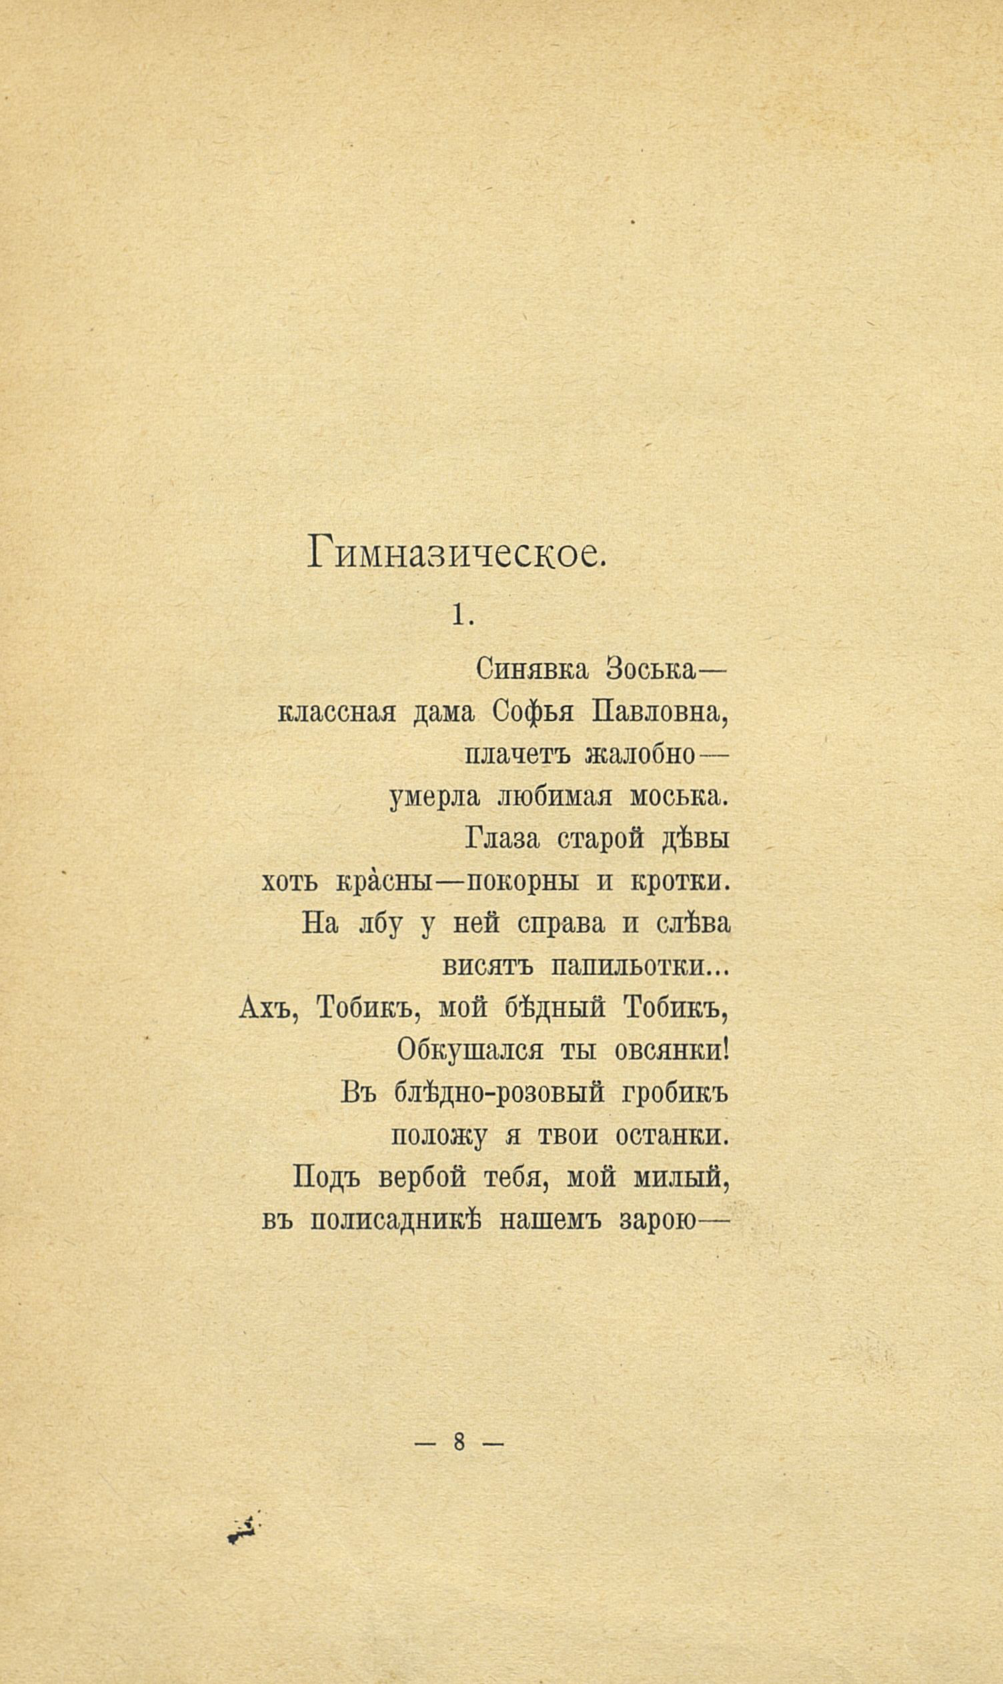 Гимназическое.
1.
Синявка Зоська—
классная дама Софья Павловна,
плачетъ жалобно—
умерла любимая моська.
Глаза старой дѣвы
хоть кра̀сны—покорны и кротки.
На лбу у ней справа и слѣва
висятъ папильотки...
Ахъ, Тобикъ, мой бѣдный Тобикъ,
Обкушался ты овсянки!
Въ блѣдно-розовый гробикъ
положу я твои останки.
Подъ вербой тебя, мой милый,
въ полисадникѣ нашемъ зарою—
— 8 —